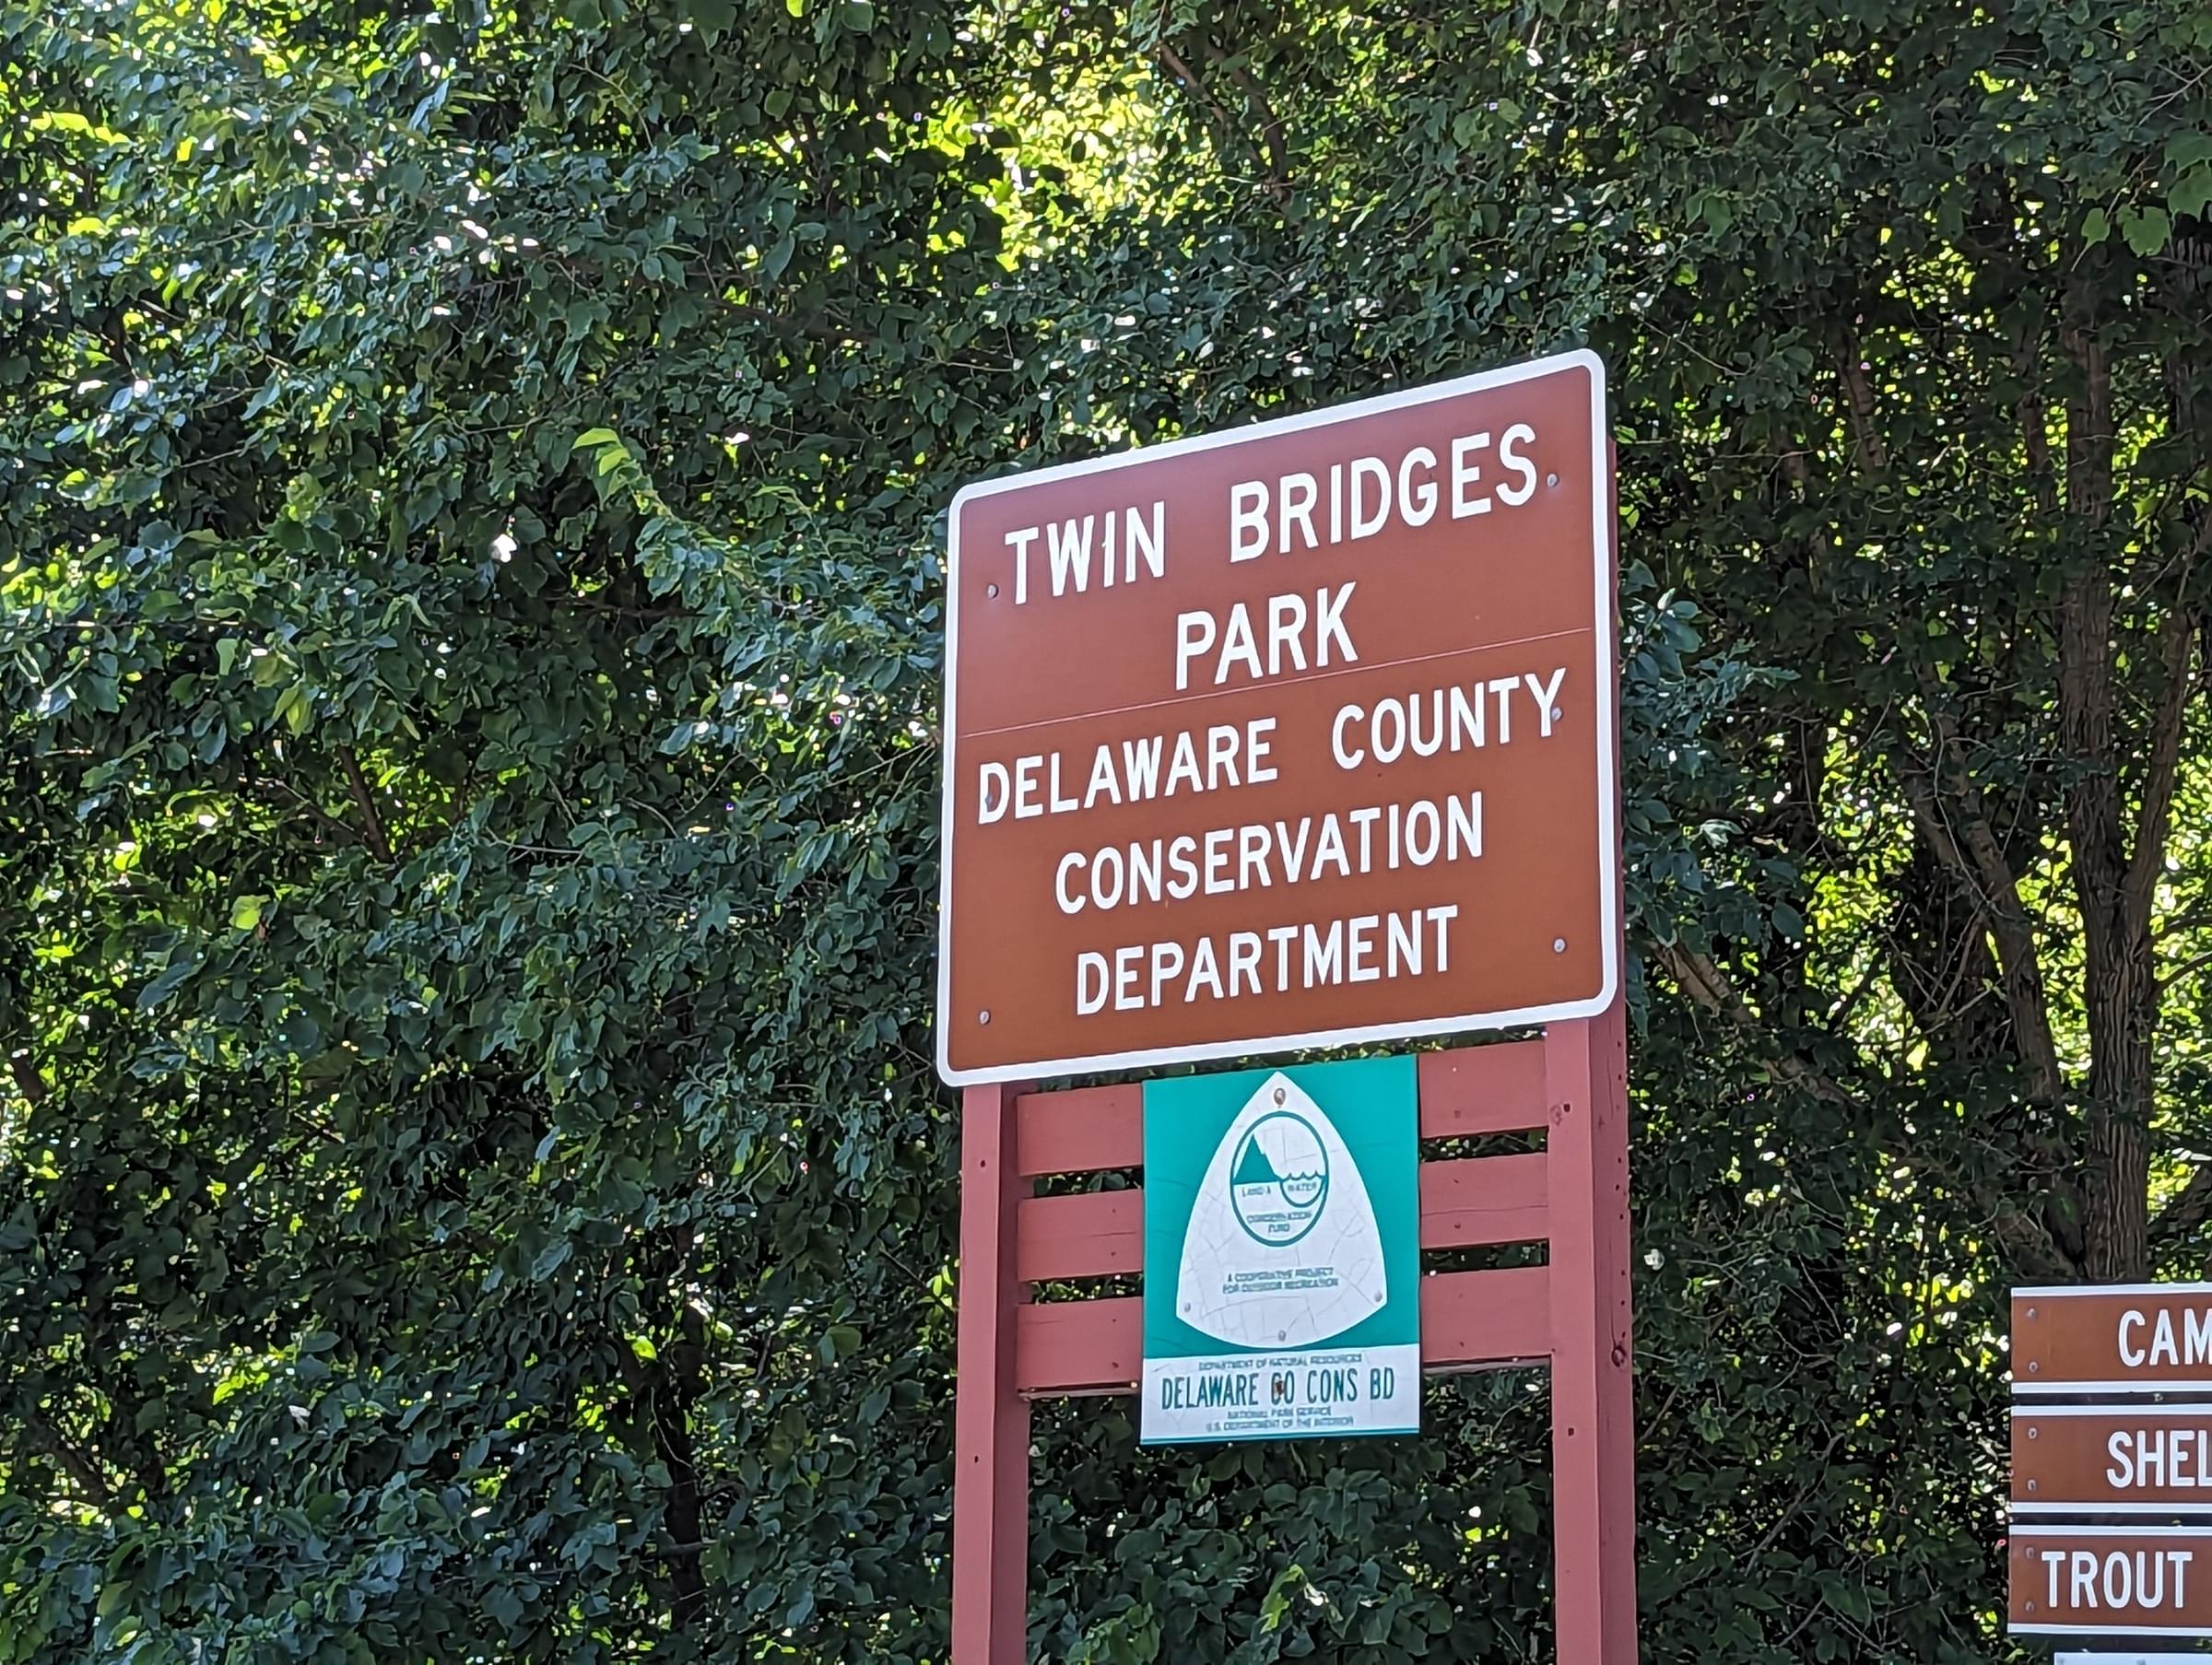 TWIN BRIDGES
PARK
DELAWARE COUNTY
CONSERVATION
DEPARTMENT
LAND & WATER
CONSERVATION
FUND
A COOPERATIVE PROJECT
FOR OUTDOOR RECREATION
DEPARTMENT OF NATURAL RESOURCES
DELAWARE CO CONS BD
NATIONAL PARK SERVICE
U.S. DEPARTMENT OF THE INTERIOR
CAM
SHEL
TROUT